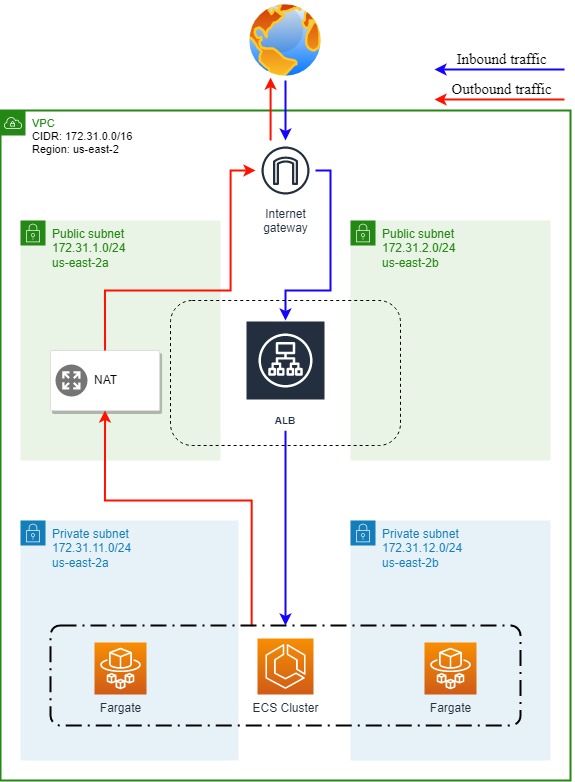 Inbound traffic
Outbound traffic
VPC
CIDR: 172.31.0.0/16
Region: us-east-2
Internet
gateway
Public subnet
172.31.1.0/24
us-east-2a
Public subnet
172.31.2.0/24
us-east-2b
NAT
ALB
Private subnet
172.31.11.0/24
us-east-2a
Private subnet
172.31.12.0/24
us-east-2b
Fargate
ECS Cluster
Fargate